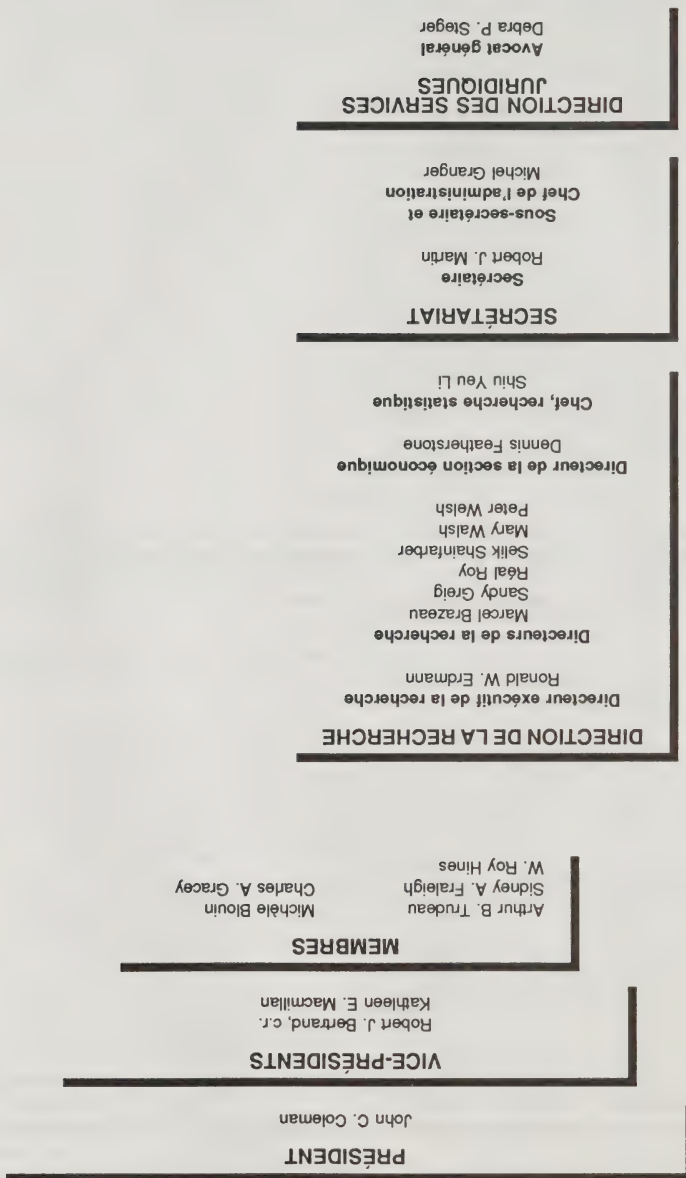 PRÉSIDENT
John C. Coleman
VICE-PRÉSIDENTS
Robert J. Bertrand, c.r.
Kathleen E. Macmillan
MEMBRES
Arthur B. Trudeau
Sidney A. Fraleigh
W. Roy Hines
Michèle Blouin
Charles A. Gracey
DIRECTION DE LA RECHERCHE
Directeur exécutif de la recherche
Ronald W. Erdmann
Directeurs de la recherche
Marcel Brazeau
Sandy Greig
Réal Roy
Selik Shainfarber
Mary Walsh
Peter Welsh
Directeur de la section économique
Dennis Featherstone
Chef, recherche statistique
Shiu Yeu Li
SECRÉTARIAT
Secrétaire
Robert J. Martin
Sous-secrétaire et
Chef de l'administration
Michel Granger
DIRECTION DES SERVICES
JURIDIQUES
Avocat général
Debra P. Steger